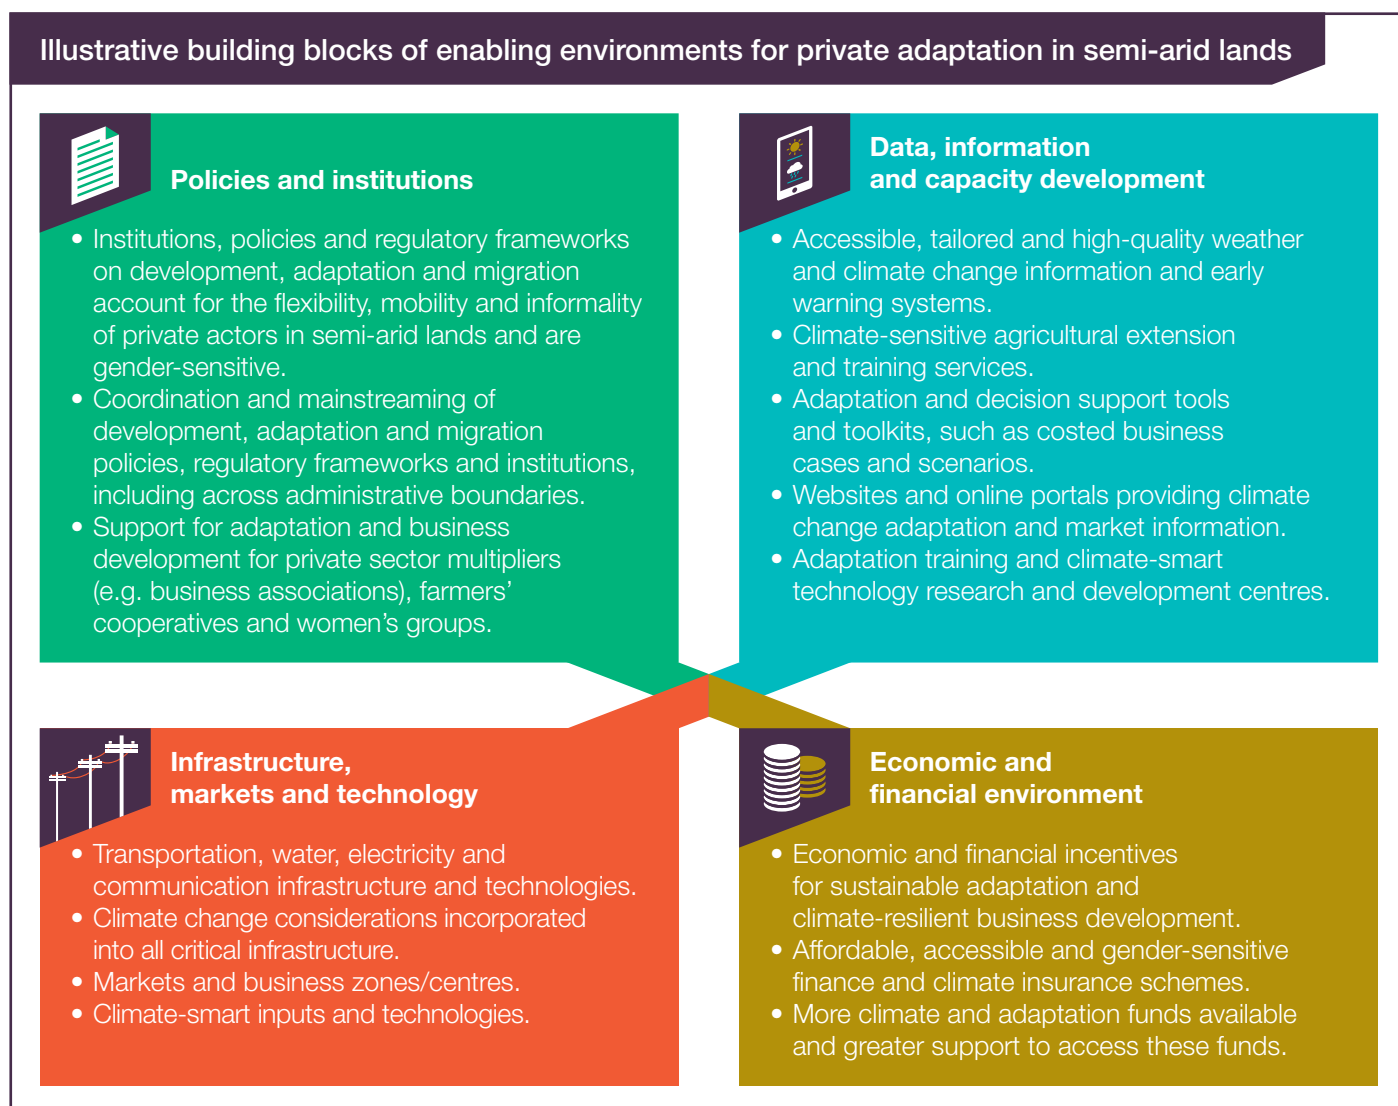 Illustrative building blocks of enabling environments for private adaptation in semi-arid lands
Policies and institutions
• Institutions, policies and regulatory frameworks
on development, adaptation and migration
account for the flexibility, mobility and informality
of private actors in semi-arid lands and are
gender-sensitive.
• Coordination and mainstreaming of
development, adaptation and migration
policies, regulatory frameworks and institutions,
including across administrative boundaries.
• Support for adaptation and business
development for private sector multipliers
(e.g. business associations), farmers’
cooperatives and women’s groups.
Data, information
and capacity development
• Accessible, tailored and high-quality weather
and climate change information and early
warning systems.
• Climate-sensitive agricultural extension
and training services.
• Adaptation and decision support tools
and toolkits, such as costed business
cases and scenarios.
• Websites and online portals providing climate
change adaptation and market information.
• Adaptation training and climate-smart
technology research and development centres.
Infrastructure,
markets and technology
• Transportation, water, electricity and
communication infrastructure and technologies.
• Climate change considerations incorporated
into all critical infrastructure.
• Markets and business zones/centres.
• Climate-smart inputs and technologies.
Economic and
financial environment
• Economic and financial incentives
for sustainable adaptation and
climate-resilient business development.
• Affordable, accessible and gender-sensitive
finance and climate insurance schemes.
• More climate and adaptation funds available
and greater support to access these funds.